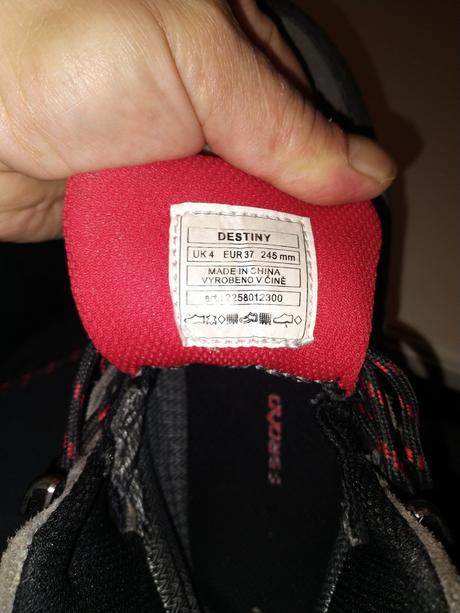 DESTINY
UK 4 EUR 37 245 mm
MADE IN CHINA
VYROBENO V ČÍNĚ
art.: 2258012300